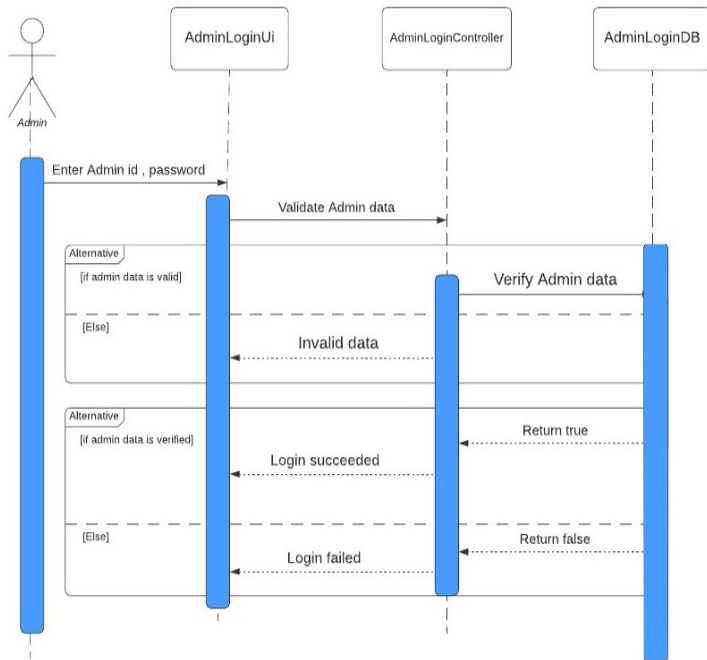 AdminLoginUi
AdminLoginController
AdminLoginDB
Admin
Enter Admin id , password
Validate Admin data
Alternative
[if admin data is valid]
Verify Admin data
[Else]
Invalid data
Alternative
[if admin data is verified]
Return true
Login succeeded
[Else]
Return false
Login failed